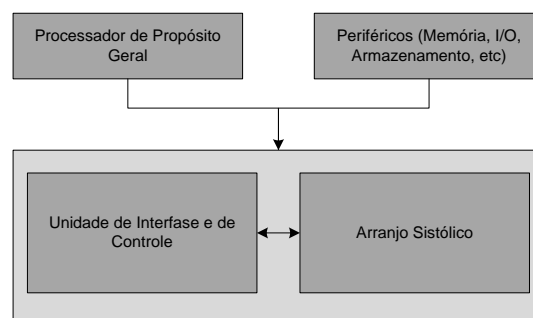 Processador de Propósito
Geral
Periféricos (Memória, I/O,
Armazenamento, etc)
Unidade de Interfase e de
Controle
Arranjo Sistólico